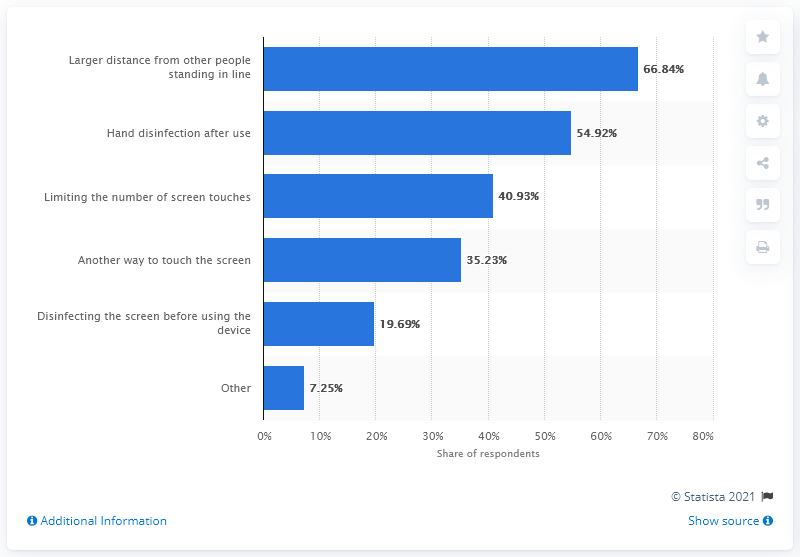 Larger distance from other people
standing in line
66.84%
Hand disinfection after use
54.92%
Limiting the number of screen touches
40.93%
Another way to touch the screen
35.23%
Disinfecting the screen before using the
device
19.69%
Other
7.25%
0% 10% 20% 30% 40% 50% 60% 70% 80%
Share of respondents
© Statista 2021
Additional Information
Show source